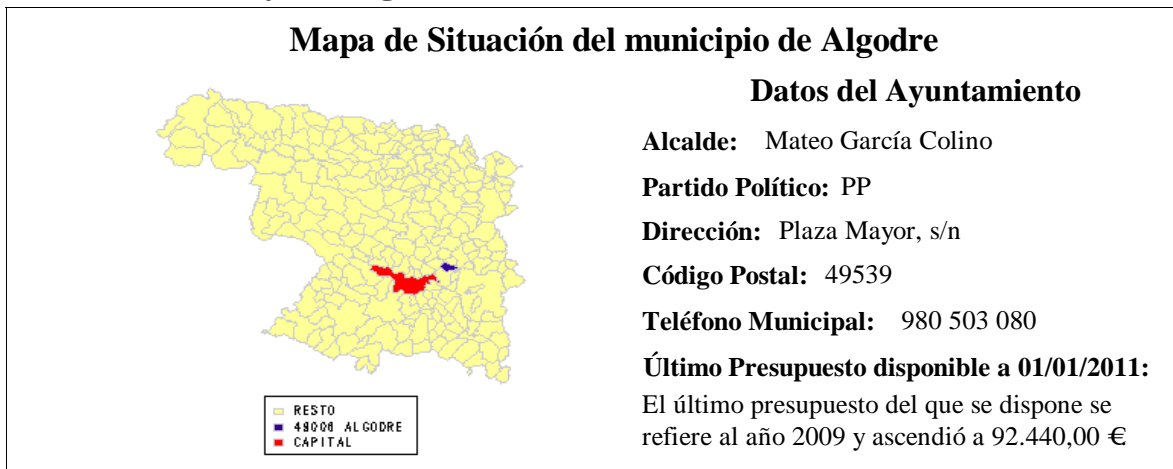 Mapa de Situación del municipio de Algodre
Datos del Ayuntamiento
Alcalde: Mateo García Colino
Partido Político: PP
Dirección: Plaza Mayor, s/n
Código Postal: 49539
Teléfono Municipal: 980 503 080
Último Presupuesto disponible a 01/01/2011:
El último presupuesto del que se dispone se
refiere al año 2009 y ascendió a 92.440,00 €
RESTO
49006 ALGODRE
CAPITAL